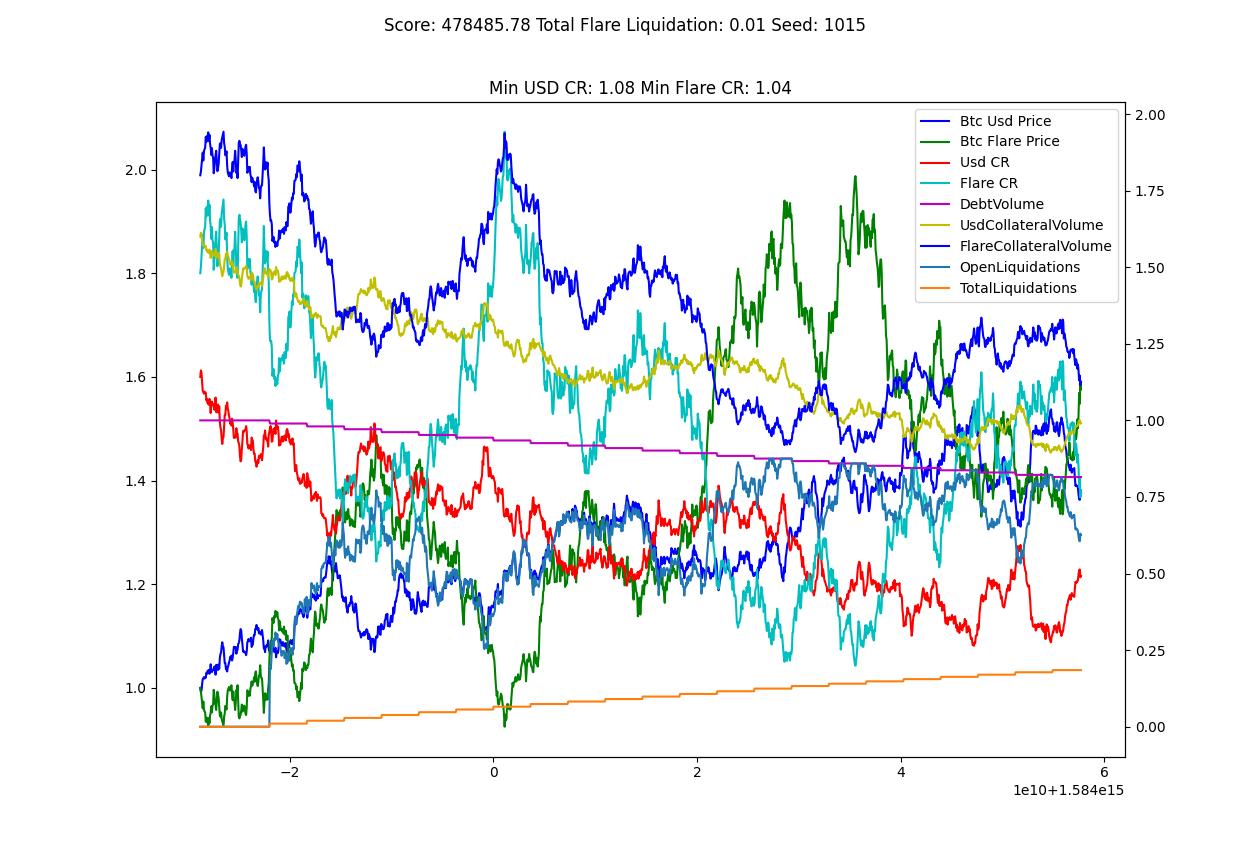 Score: 478485.78 Total Flare Liquidation: 0.01 Seed: 1015
Min USD CR: 1.08 Min Flare CR: 1.04
Btc Usd Price
Btc Flare Price
Usd CR
Flare CR
DebtVolume
UsdCollateralVolume
FlareCollateralVolume
OpenLiquidations
TotalLiquidations
2.0
1.8
1.6
1.4
1.2
1.0
2.00
1.75
1.50
1.25
1.00
0.75
0.50
0.25
0.00
−2 0 2 4 6
1e10+1.584e15